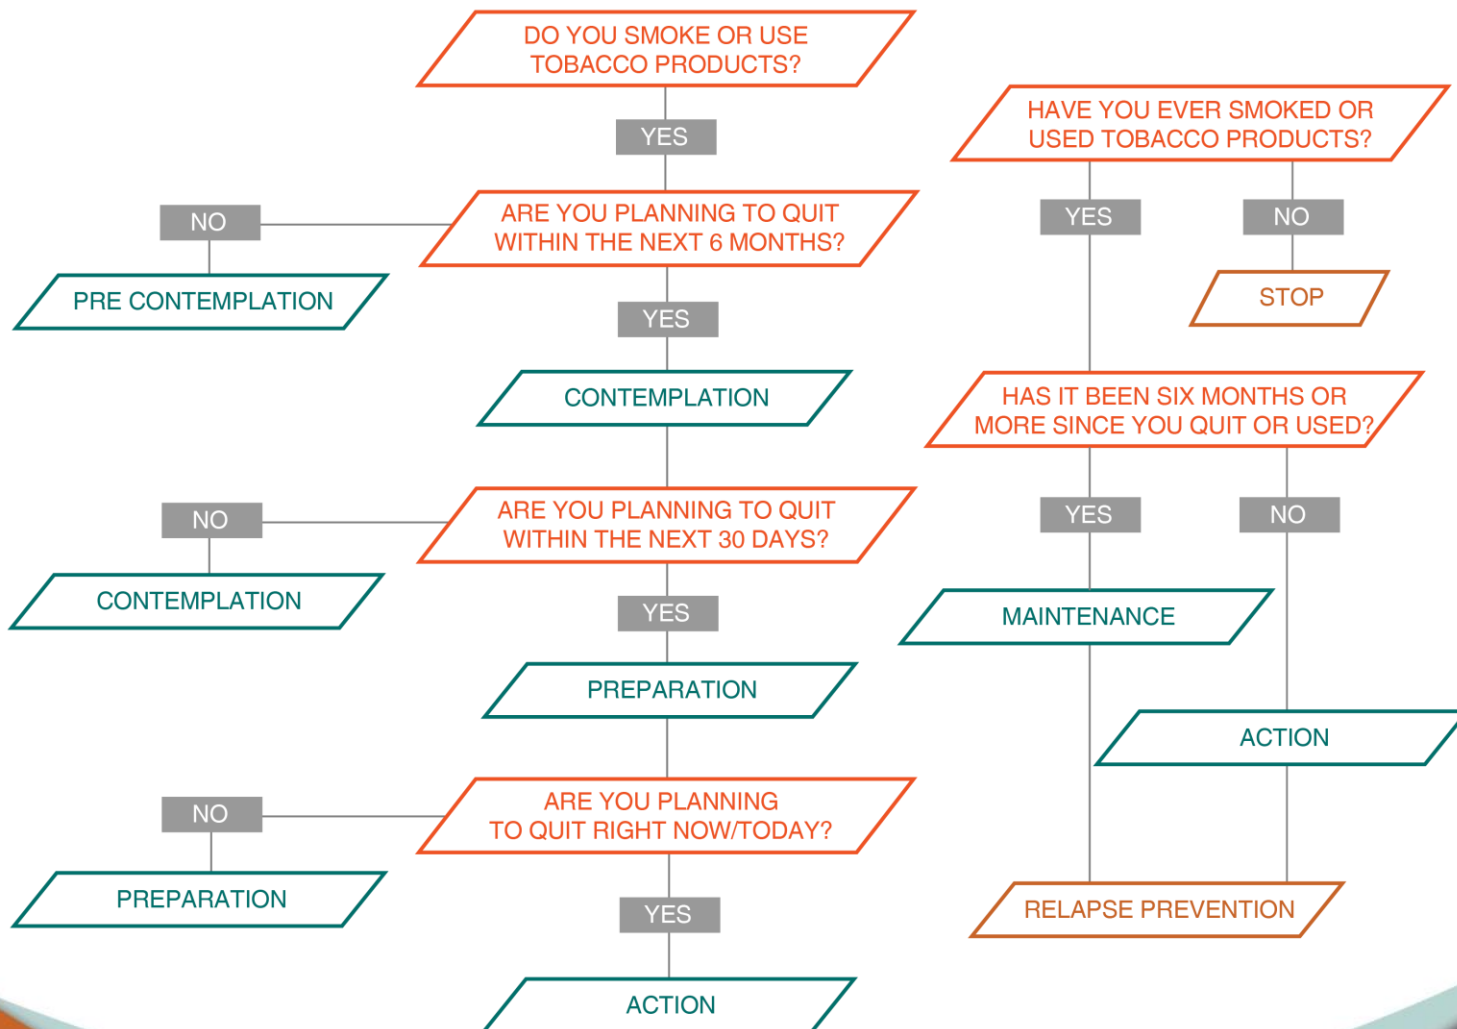 DO YOU SMOKE OR USE
TOBACCO PRODUCTS?
YES
ARE YOU PLANNING TO QUIT
WITHIN THE NEXT 6 MONTHS?
NO
PRE CONTEMPLATION
YES
CONTEMPLATION
ARE YOU PLANNING TO QUIT
WITHIN THE NEXT 30 DAYS?
NO
CONTEMPLATION
YES
PREPARATION
ARE YOU PLANNING
TO QUIT RIGHT NOW/TODAY?
NO
PREPARATION
YES
ACTION
HAVE YOU EVER SMOKED OR
USED TOBACCO PRODUCTS?
YES
NO
STOP
HAS IT BEEN SIX MONTHS OR
MORE SINCE YOU QUIT OR USED?
YES
NO
MAINTENANCE
ACTION
RELAPSE PREVENTION